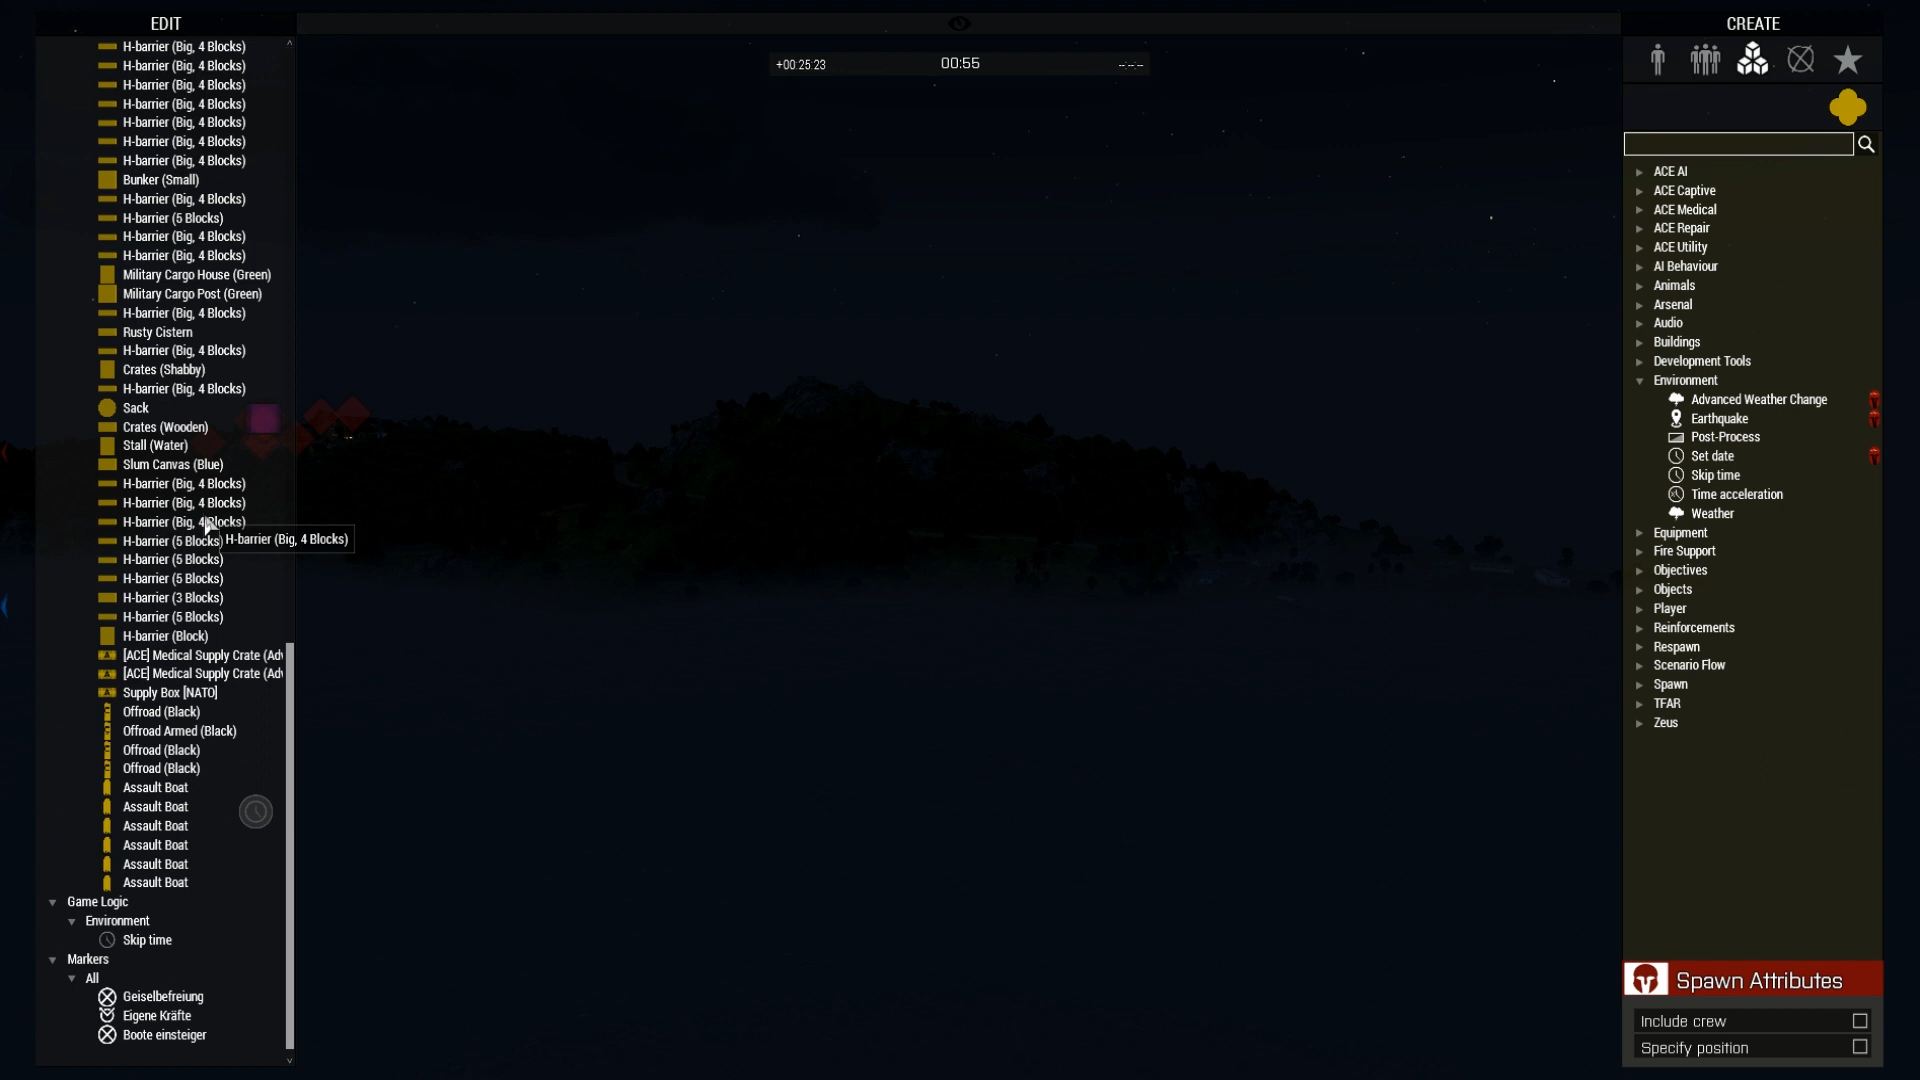 EDIT
H-barrier (Big, 4 Blocks)
H-barrier (Big, 4 Blocks)
H-barrier (Big, 4 Blocks)
H-barrier (Big, 4 Blocks)
H-barrier (Big, 4 Blocks)
H-barrier (Big, 4 Blocks)
H-barrier (Big, 4 Blocks)
Bunker (Small)
H-barrier (Big, 4 Blocks)
H-barrier (5 Blocks)
H-barrier (Big, 4 Blocks)
H-barrier (Big, 4 Blocks)
Military Cargo House (Green)
Military Cargo Post (Green)
H-barrier (Big, 4 Blocks)
Rusty Cistern
H-barrier (Big, 4 Blocks)
Crates (Shabby)
H-barrier (Big, 4 Blocks)
Sack
Crates (Wooden)
Stall (Water)
Slum Canvas (Blue)
H-barrier (Big, 4 Blocks)
H-barrier (Big, 4 Blocks)
H-barrier (Big, 4 Blocks)
H-barrier (5 Blocks)
H-barrier (Big, 4 Blocks)
H-barrier (5 Blocks)
H-barrier (5 Blocks)
H-barrier (3 Blocks)
H-barrier (5 Blocks)
H-barrier (Block)
[ACE] Medical Supply Crate (Adv
[ACE] Medical Supply Crate (Adv
Supply Box [NATO]
Offroad (Black)
Offroad Armed (Black)
Offroad (Black)
Offroad (Black)
Assault Boat
Assault Boat
Assault Boat
Assault Boat
Assault Boat
Assault Boat
Game Logic
Environment
Skip time
Markers
All
Geiselbefreiung
Eigene Kräfte
Boote einsteiger
+00:25:23
00:55
--:--:--
CREATE
ACE AI
ACE Captive
ACE Medical
ACE Repair
ACE Utility
AI Behaviour
Animals
Arsenal
Audio
Buildings
Development Tools
Environment
Advanced Weather Change
Earthquake
Post-Process
Set date
Skip time
Time acceleration
Weather
Equipment
Fire Support
Objectives
Objects
Player
Reinforcements
Respawn
Scenario Flow
Spawn
TFAR
Zeus
Spawn Attributes
Include crew
Specify position